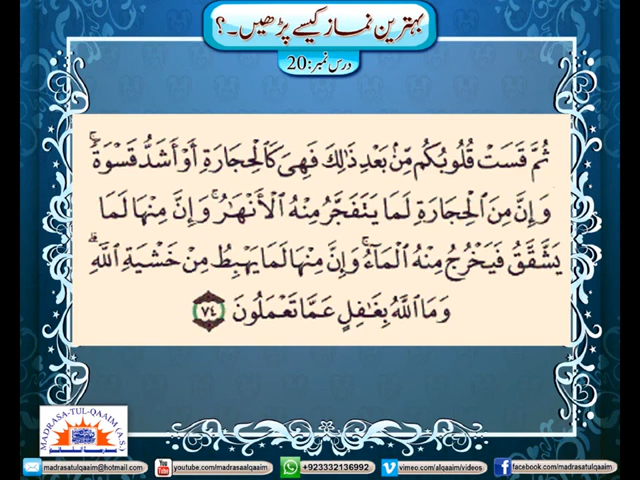 بہترین نماز کیسے پڑھیں۔؟
درس نمبر:20
ثُمَّ قَسَتْ قُلُوبُكُم مِّنۢ بَعْدِ ذَٰلِكَ فَهِىَ كَٱلْحِجَارَةِ أَوْ أَشَدُّ قَسْوَةً ۚ
وَإِنَّ مِنَ ٱلْحِجَارَةِ لَمَا يَتَفَجَّرُ مِنْهُ ٱلْأَنْهَـٰرُ ۚ وَإِنَّ مِنْهَا لَمَا
يَشَّقَّقُ فَيَخْرُجُ مِنْهُ ٱلْمَآءُ ۚ وَإِنَّ مِنْهَا لَمَا يَهْبِطُ مِنْ خَشْيَةِ ٱللَّهِ ۗ
وَمَا ٱللَّهُ بِغَـٰفِلٍ عَمَّا تَعْمَلُونَ ٧٤
MADRASA-TUL-QAAIM (A.S.)
madrasatulqaaim@hotmail.com
youtube.com/madrasaalqaaim
+923332136992
vimeo.com/alqaaim/videos
facebook.com/madrasatulqaaim